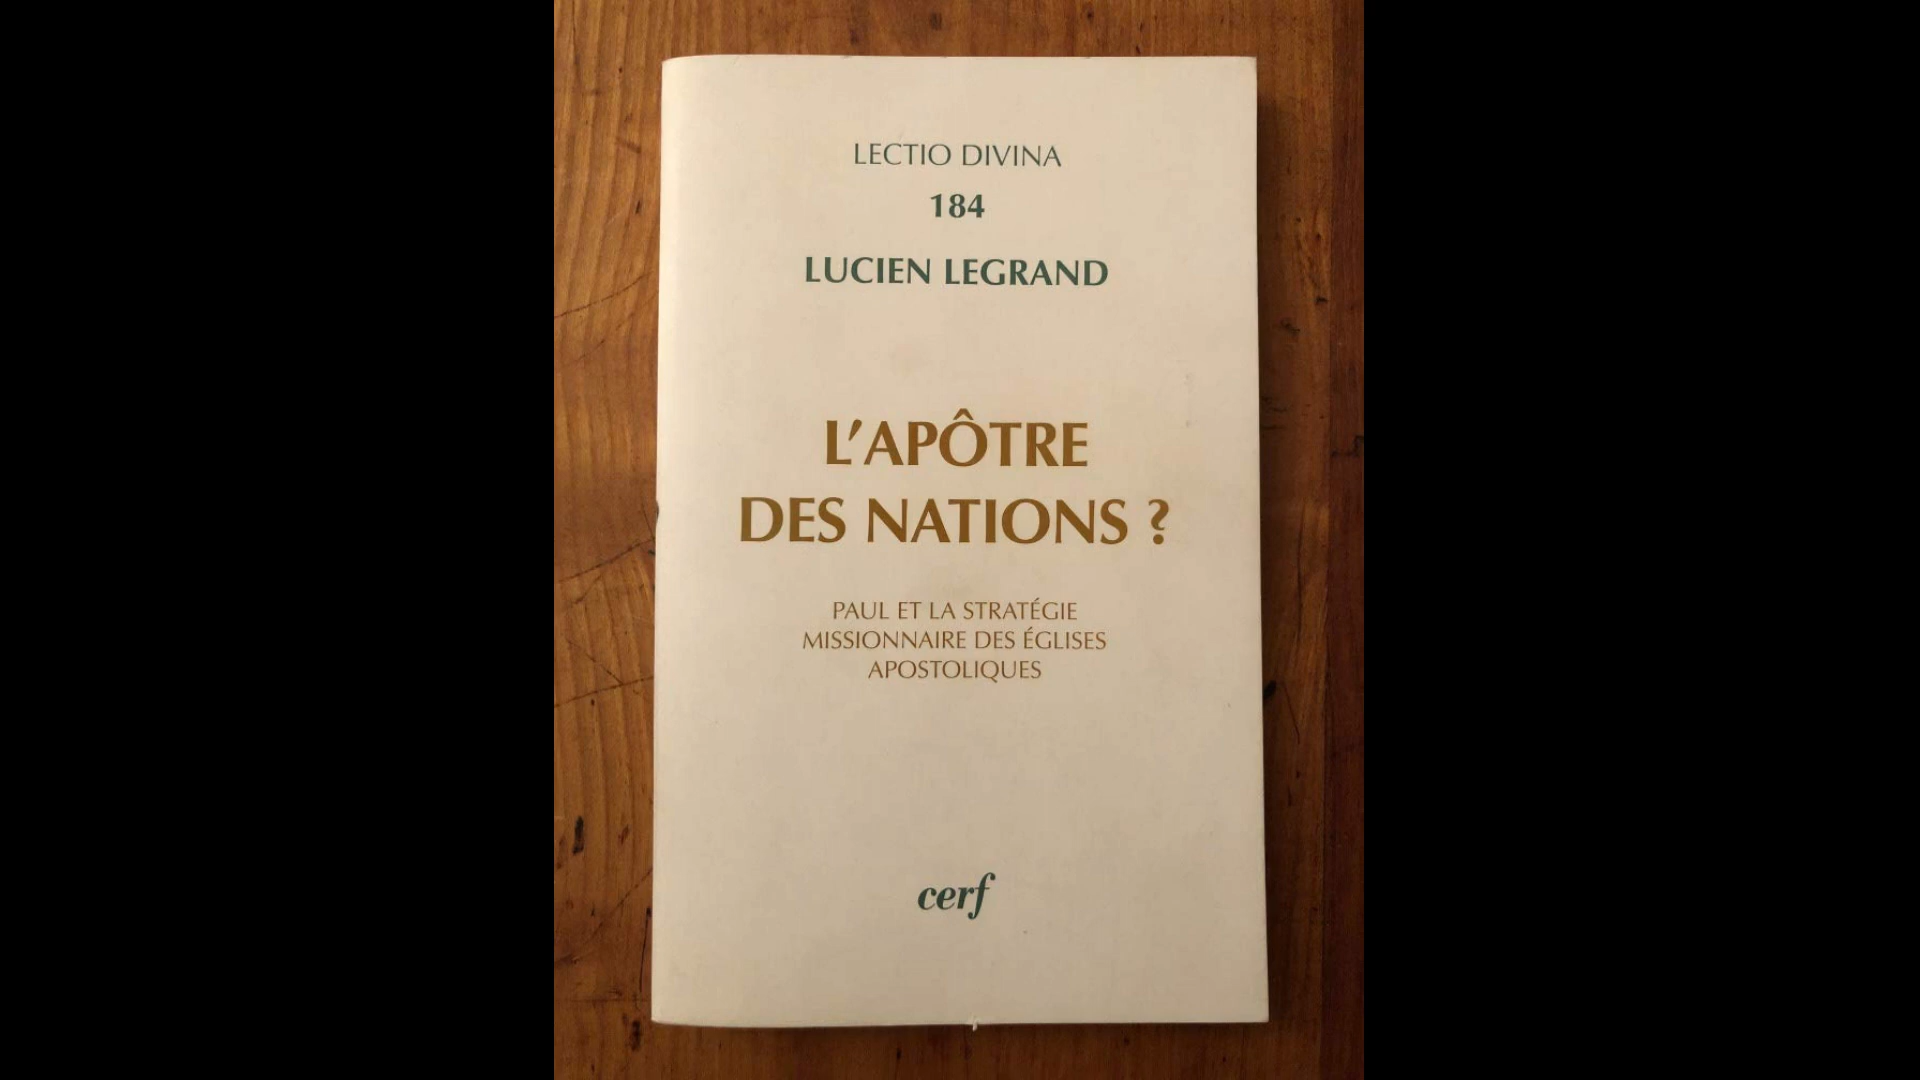 LECTIO DIVINA
184
LUCIEN LEGRAND
L'APÔTRE
DES NATIONS ?
PAUL ET LA STRATÉGIE
MISSIONNAIRE DES ÉGLISES
APOSTOLIQUES
cerf